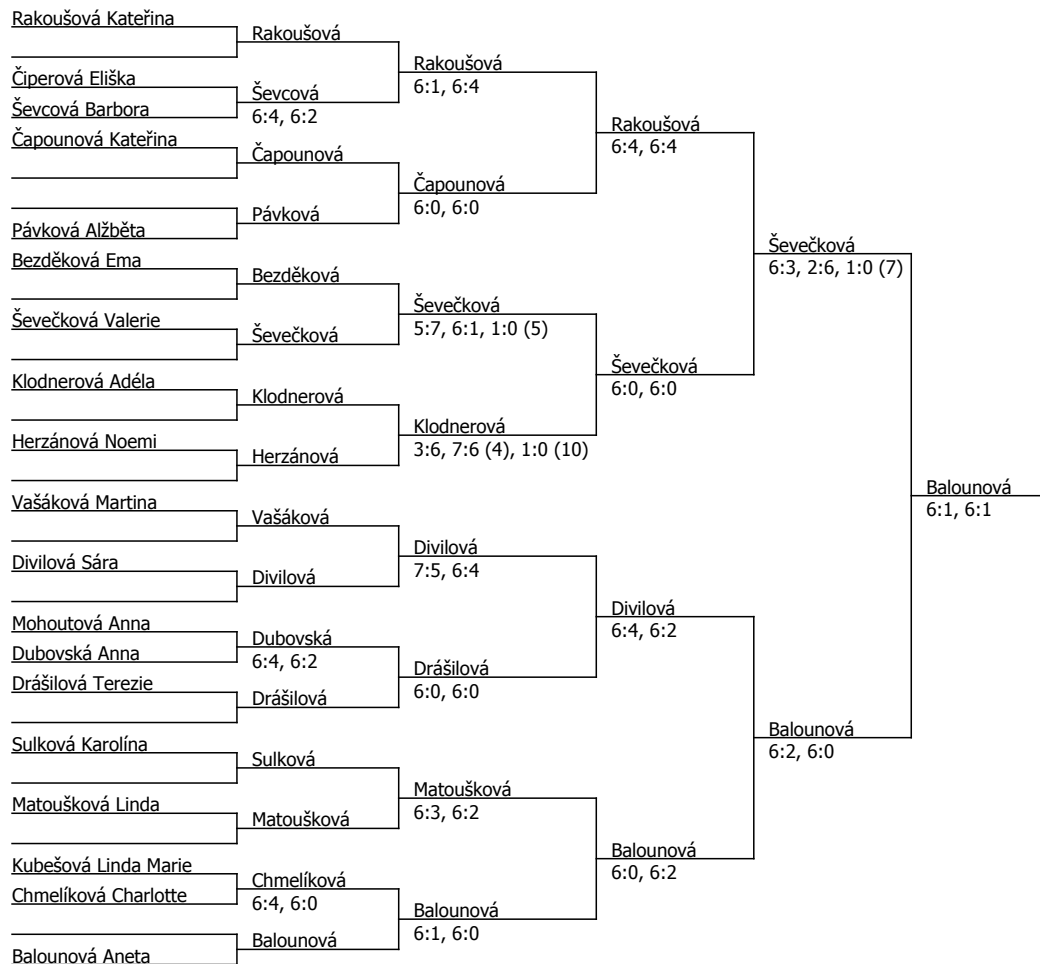 Rakoušová Kateřina
Čiperová Eliška
Ševcová Barbora
Čapounová Kateřina
Pávková Alžběta
Bezděková Ema
Ševečková Valerie
Klodnerová Adéla
Herzánová Noemi
Vašáková Martina
Divilová Sára
Mohoutová Anna
Dubovská Anna
Drášilová Terezie
Sulková Karolína
Matoušková Linda
Kubešová Linda Marie
Chmelíková Charlotte
Balounová Aneta
Rakoušová
Ševcová
6:4, 6:2
Čapounová
Pávková
Bezděková
Ševečková
Klodnerová
Herzánová
Vašáková
Divilová
Dubovská
6:4, 6:2
Drášilová
Sulková
Matoušková
Chmelíková
6:4, 6:0
Balounová
Rakoušová
6:1, 6:4
Čapounová
6:0, 6:0
Ševečková
5:7, 6:1, 1:0 (5)
Klodnerová
3:6, 7:6 (4), 1:0 (10)
Divilová
7:5, 6:4
Drášilová
6:0, 6:0
Matoušková
6:3, 6:2
Balounová
6:1, 6:0
Rakoušová
6:4, 6:4
Ševečková
6:0, 6:0
Divilová
6:4, 6:2
Balounová
6:0, 6:2
Ševečková
6:3, 2:6, 1:0 (7)
Balounová
6:2, 6:0
Balounová
6:1, 6:1